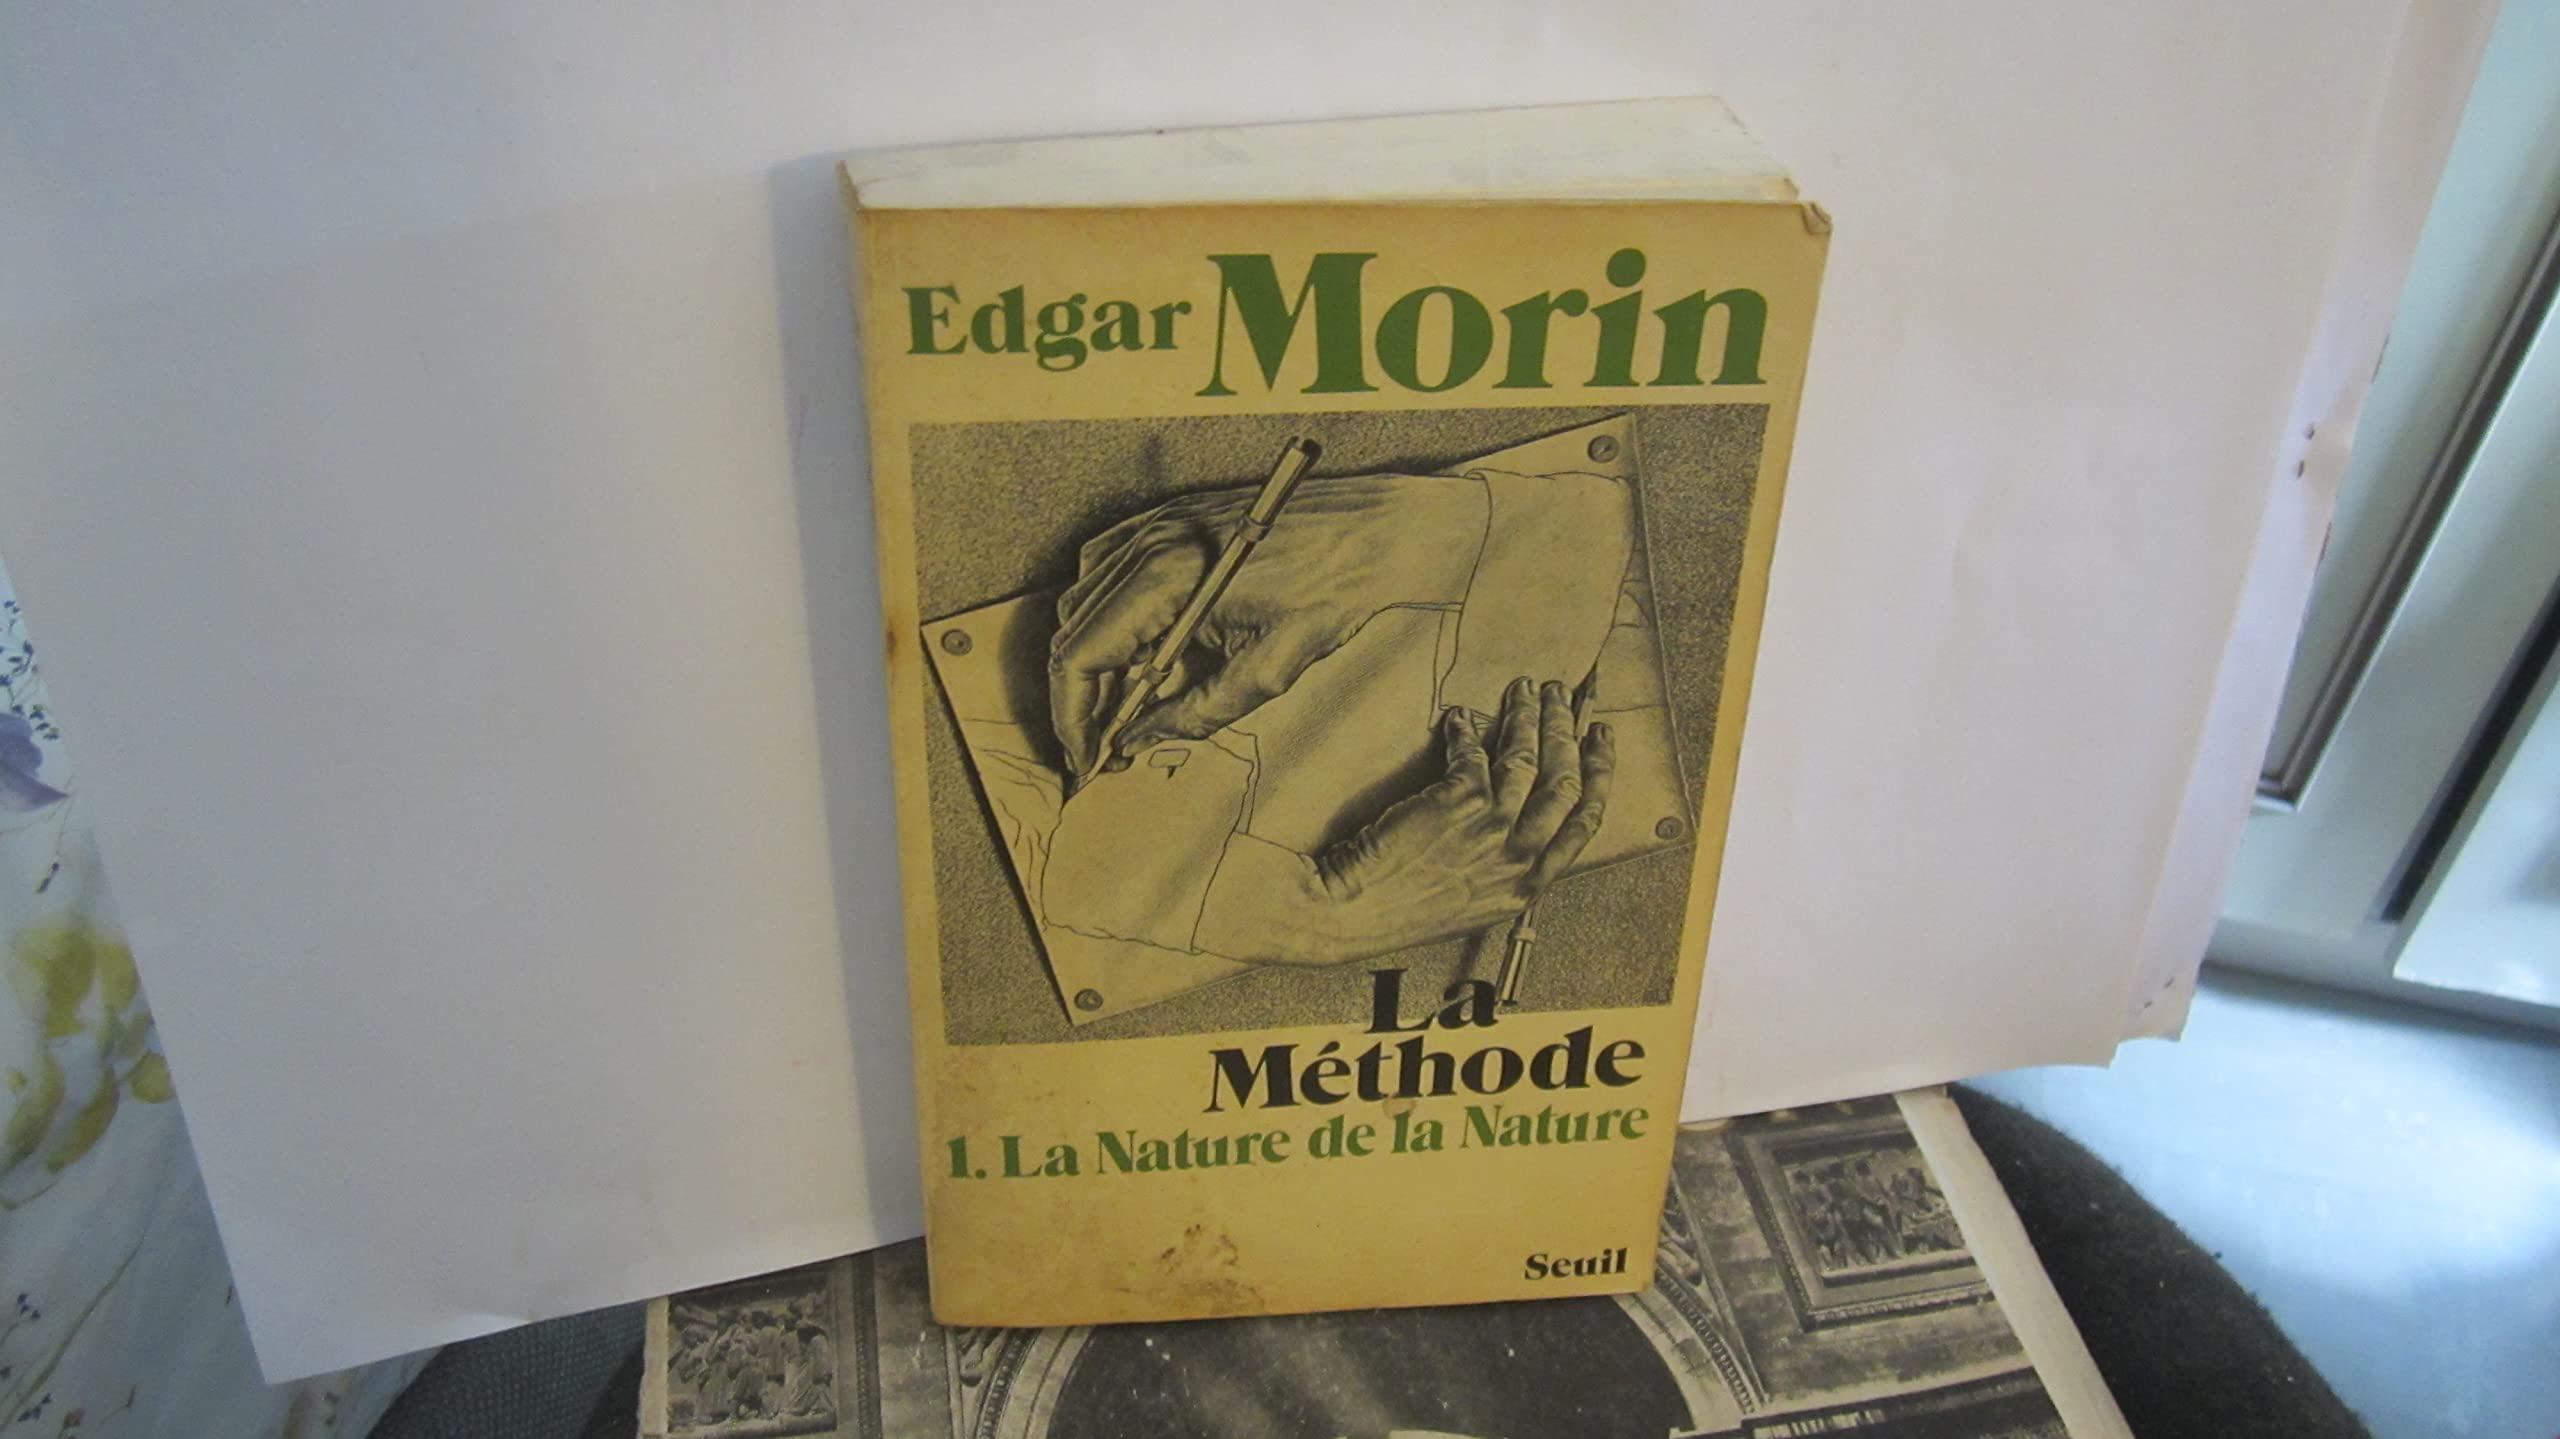 Edgar Morin
La
Méthode
1. La Nature de la Nature
Seuil